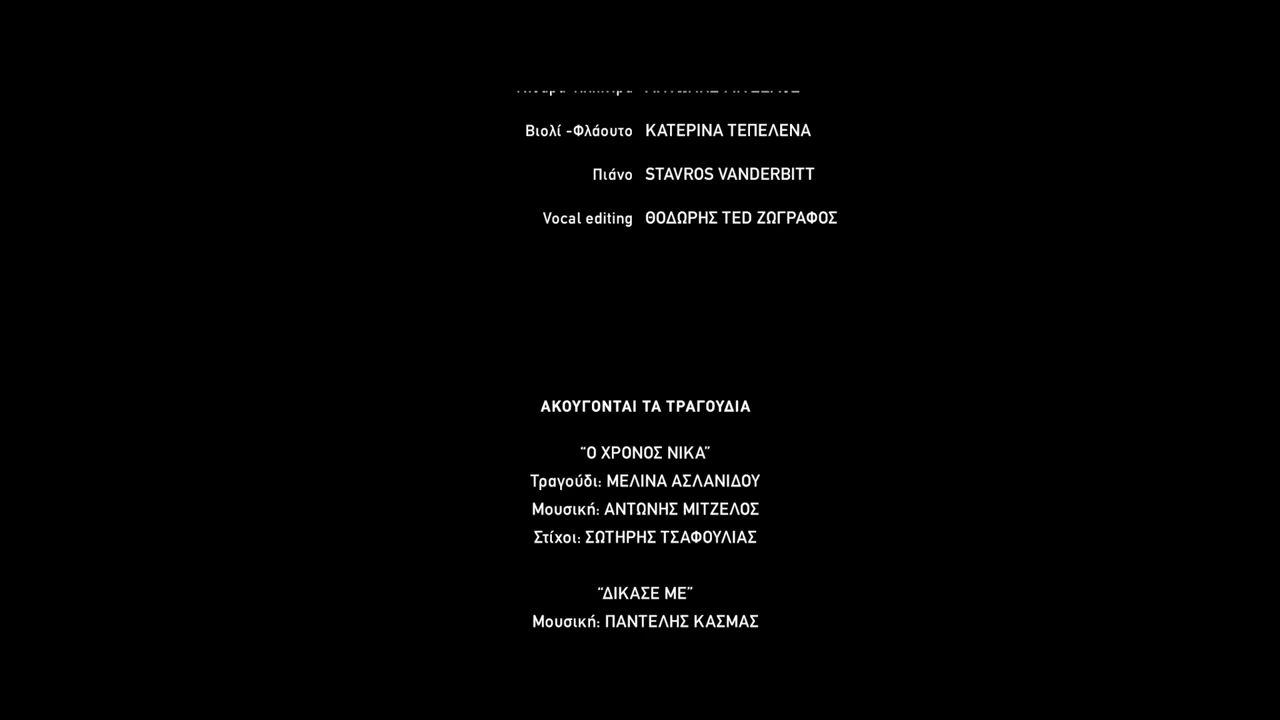 Βιολί -Φλάουτο ΚΑΤΕΡΙΝΑ ΤΕΠΕΛΕΝΑ
Πιάνο STAVROS VANDERBITT
Vocal editing ΘΟΔΩΡΗΣ TED ΖΩΓΡΑΦΟΣ
ΑΚΟΥΓΟΝΤΑΙ ΤΑ ΤΡΑΓΟΥΔΙΑ
“Ο ΧΡΟΝΟΣ ΝΙΚΑ”
Τραγούδι: ΜΕΛΙΝΑ ΑΣΛΑΝΙΔΟΥ
Μουσική: ΑΝΤΩΝΗΣ ΜΙΤΖΕΛΟΣ
Στίχοι: ΣΩΤΗΡΗΣ ΤΣΑΦΟΥΛΙΑΣ
“ΔΙΚΑΣΕ ΜΕ”
Μουσική: ΠΑΝΤΕΛΗΣ ΚΑΣΜΑΣ